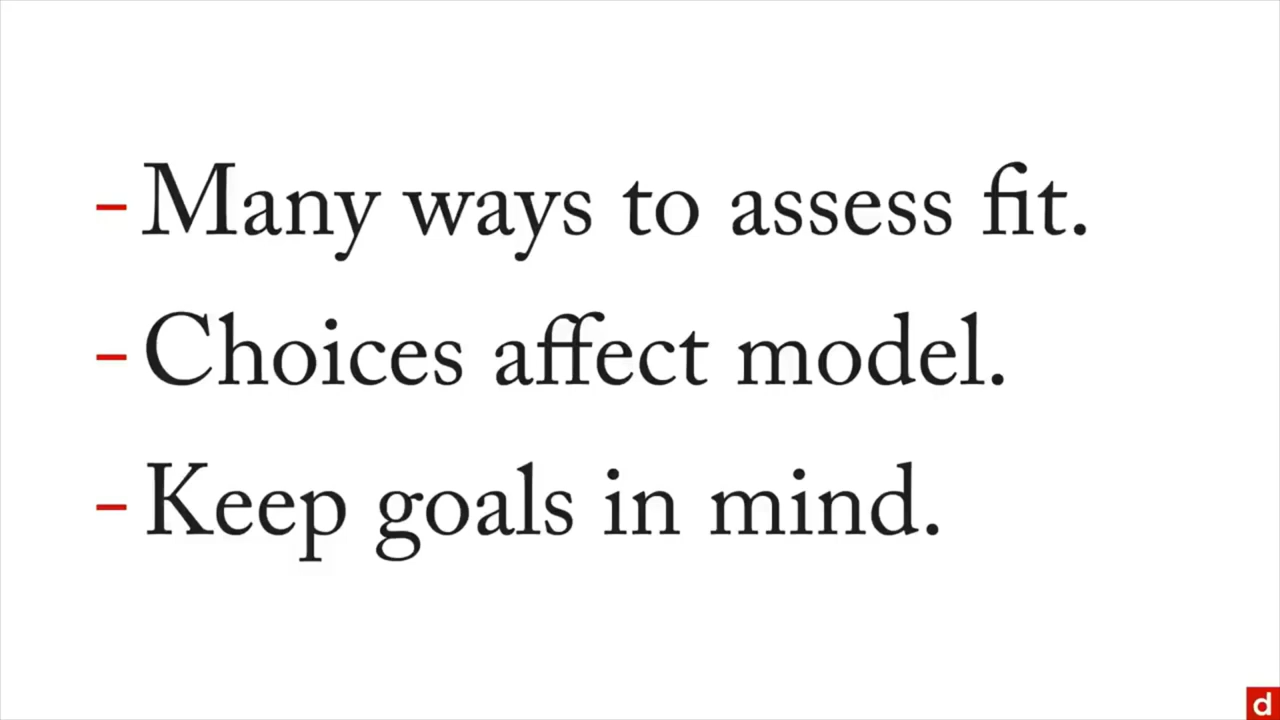 - Many ways to assess fit.
- Choices affect model.
- Keep goals in mind.
d